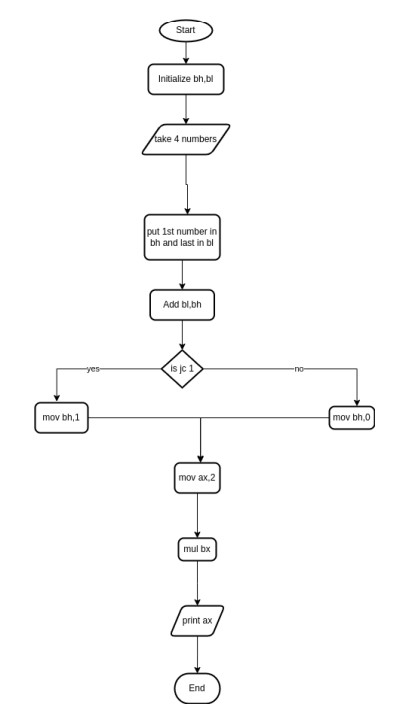 Start
Initialize bh,bl
take 4 numbers
put 1st number in
bh and last in bl
Add bl,bh
is jc 1
yes
no
mov bh,1
mov bh,0
mov ax,2
mul bx
print ax
End